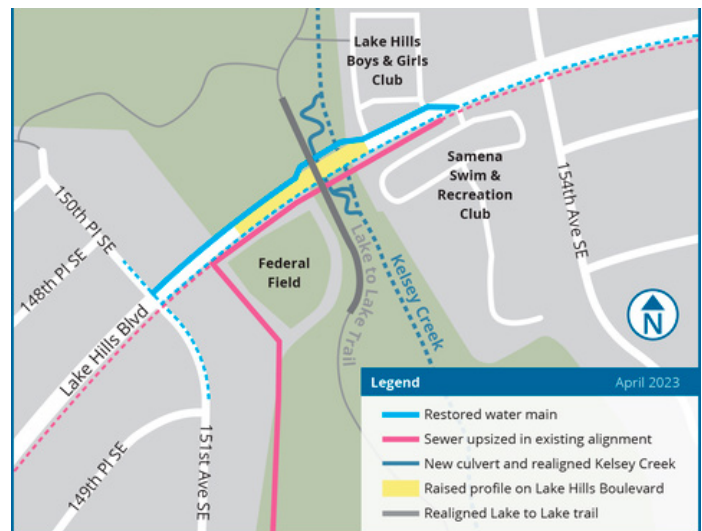 Lake Hills
Boys & Girls
Club
Samena
Swim &
Recreation
Club
154th Ave SE
150th Pl SE
148th Pl SE
Federal
Field
Lake to Lake Trail
Kelsey Creek
Lake Hills Blvd
N
151st Ave SE
149th Pl SE
Legend
April 2023
Restored water main
Sewer upsized in existing alignment
New culvert and realigned Kelsey Creek
Raised profile on Lake Hills Boulevard
Realigned Lake to Lake trail